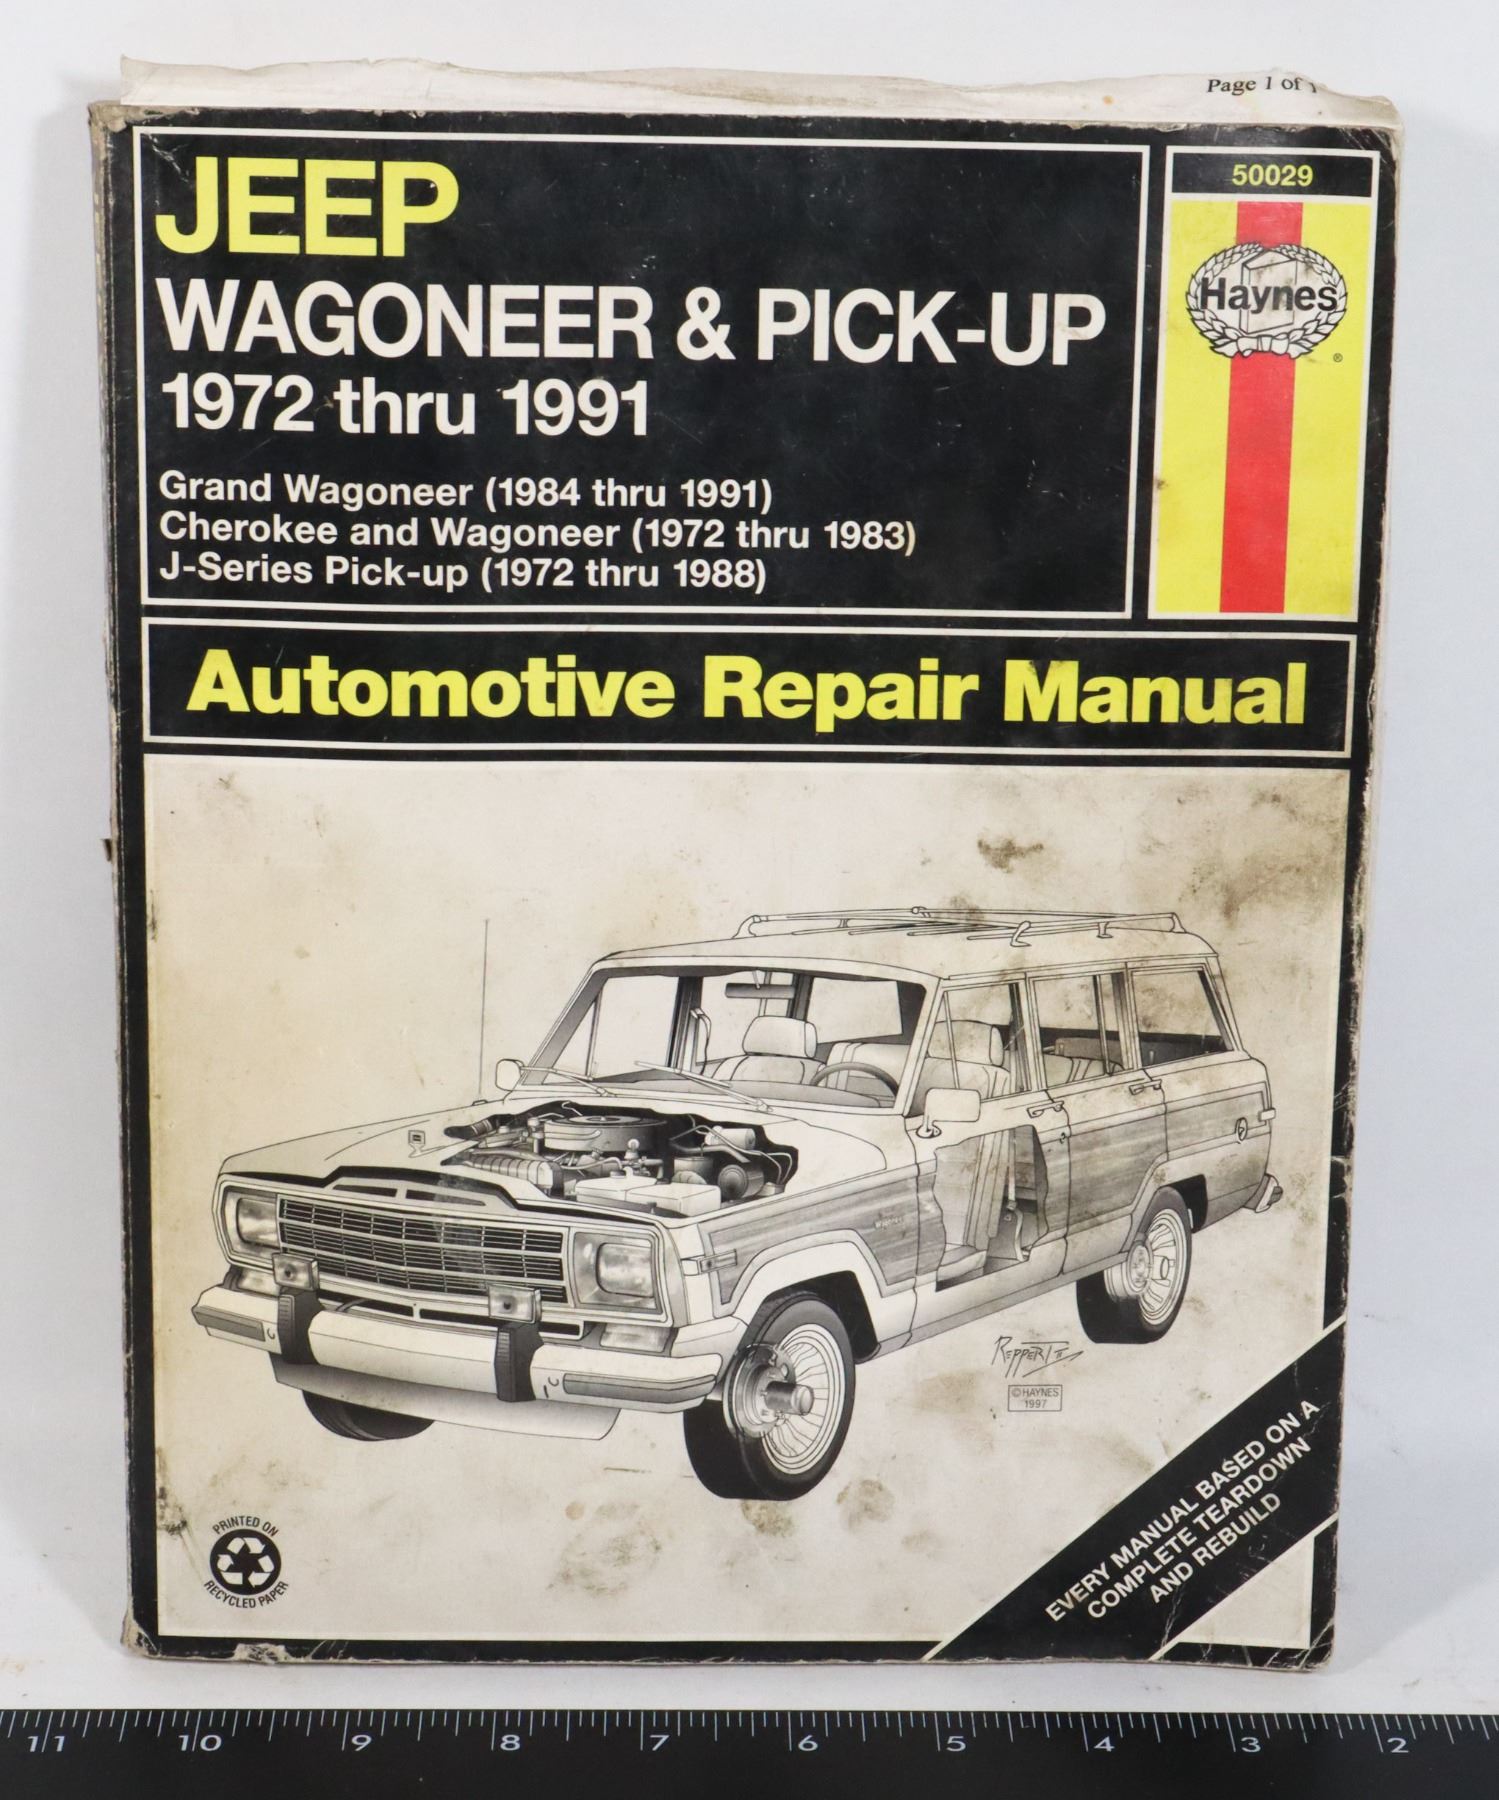 Page 1 of 1
JEEP
WAGONEER & PICK-UP
1972 thru 1991
Grand Wagoneer (1984 thru 1991)
Cherokee and Wagoneer (1972 thru 1983)
J-Series Pick-up (1972 thru 1988)
50029
Haynes
®
Automotive Repair Manual
Wagoneer
REPPERT II
© HAYNES
1997
EVERY MANUAL BASED ON A
COMPLETE TEARDOWN
AND REBUILD
PRINTED ON
RECYCLED PAPER
11 10 9 8 7 6 5 4 3 2